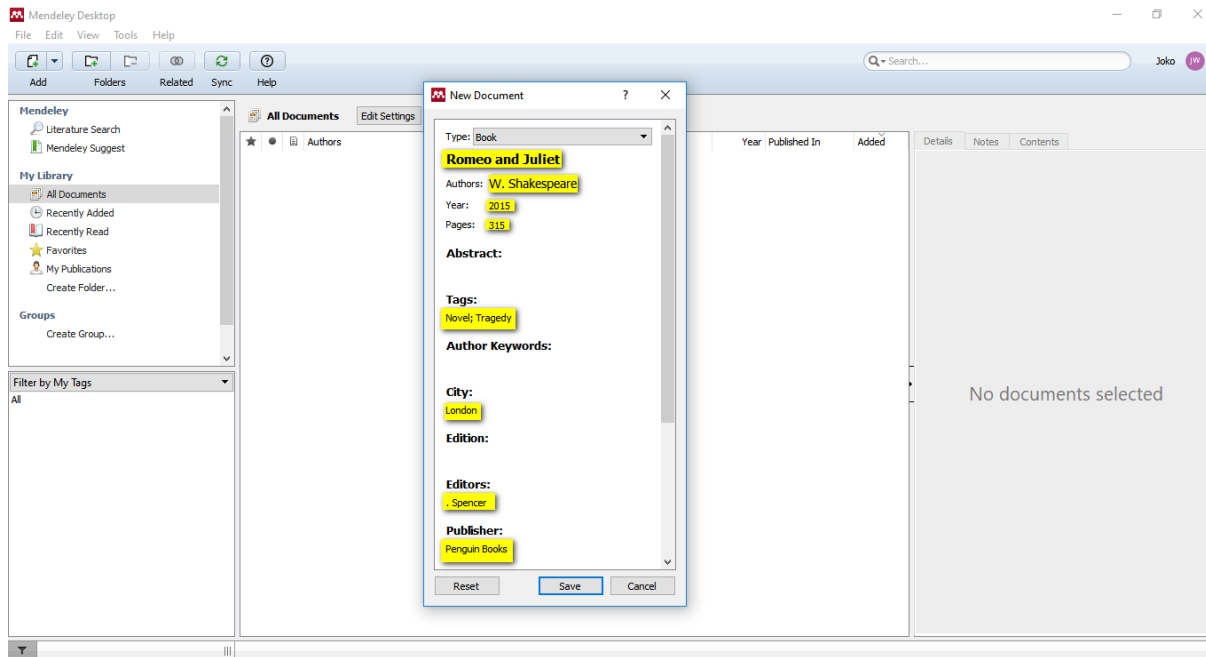 Mendeley Desktop
File Edit View Tools Help
Add Folders Related Sync Help
Search...
Joko JW
Mendeley
Literature Search
Mendeley Suggest
My Library
All Documents
Recently Added
Recently Read
Favorites
My Publications
Create Folder...
Groups
Create Group...
Filter by My Tags
All
All Documents Edit Settings
Authors Year Published In Added
New Document ?
Type: Book
Romeo and Juliet
Authors: W. Shakespeare
Year: 2015
Pages: 315
Abstract:
Tags:
Novel; Tragedy
Author Keywords:
City:
London
Edition:
Editors:
. Spencer
Publisher:
Penguin Books
Reset Save Cancel
Details Notes Contents
No documents selected